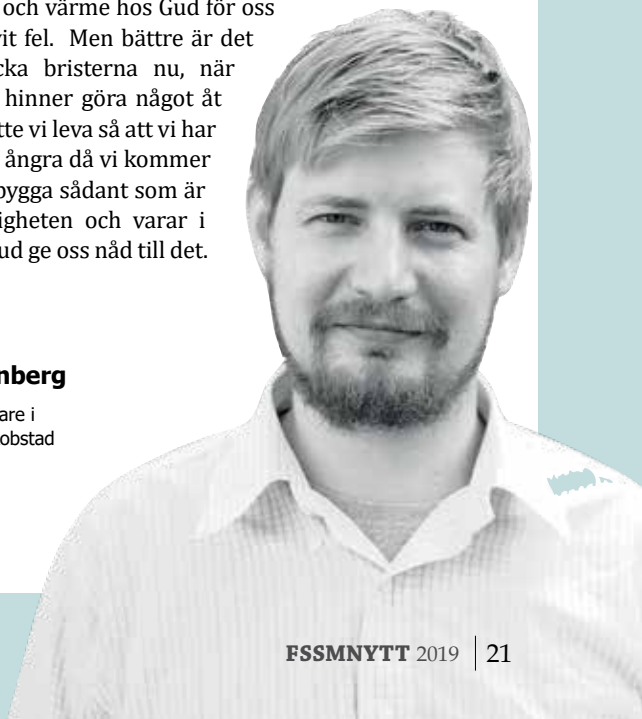 och värme hos Gud för oss
vit fel. Men bättre är det
cka bristerna nu, när
hinner göra något åt
tte vi leva så att vi har
ångra då vi kommer
bygga sådant som är
igheten och varar i
ud ge oss nåd till det.
nberg
are i
obstad
FSSMNYTT 2019 | 21